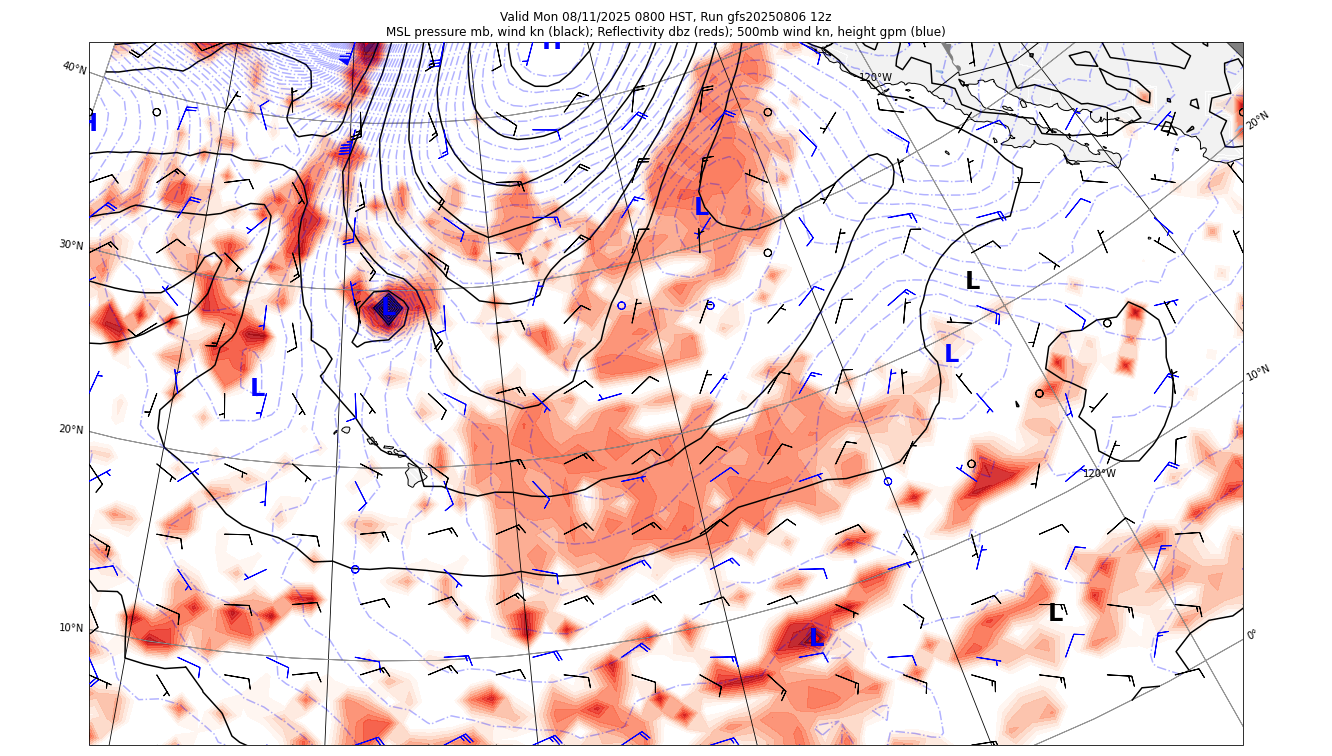 Valid Mon 08/11/2025 0800 HST, Run gfs20250806 12z
MSL pressure mb, wind kn (black); Reflectivity dbz (reds); 500mb wind kn, height gpm (blue)
H
40°N
120°W
H
20°N
L
30°N
L
L
L
L
10°N
L
20°N
120°W
L
10°N
L
0°